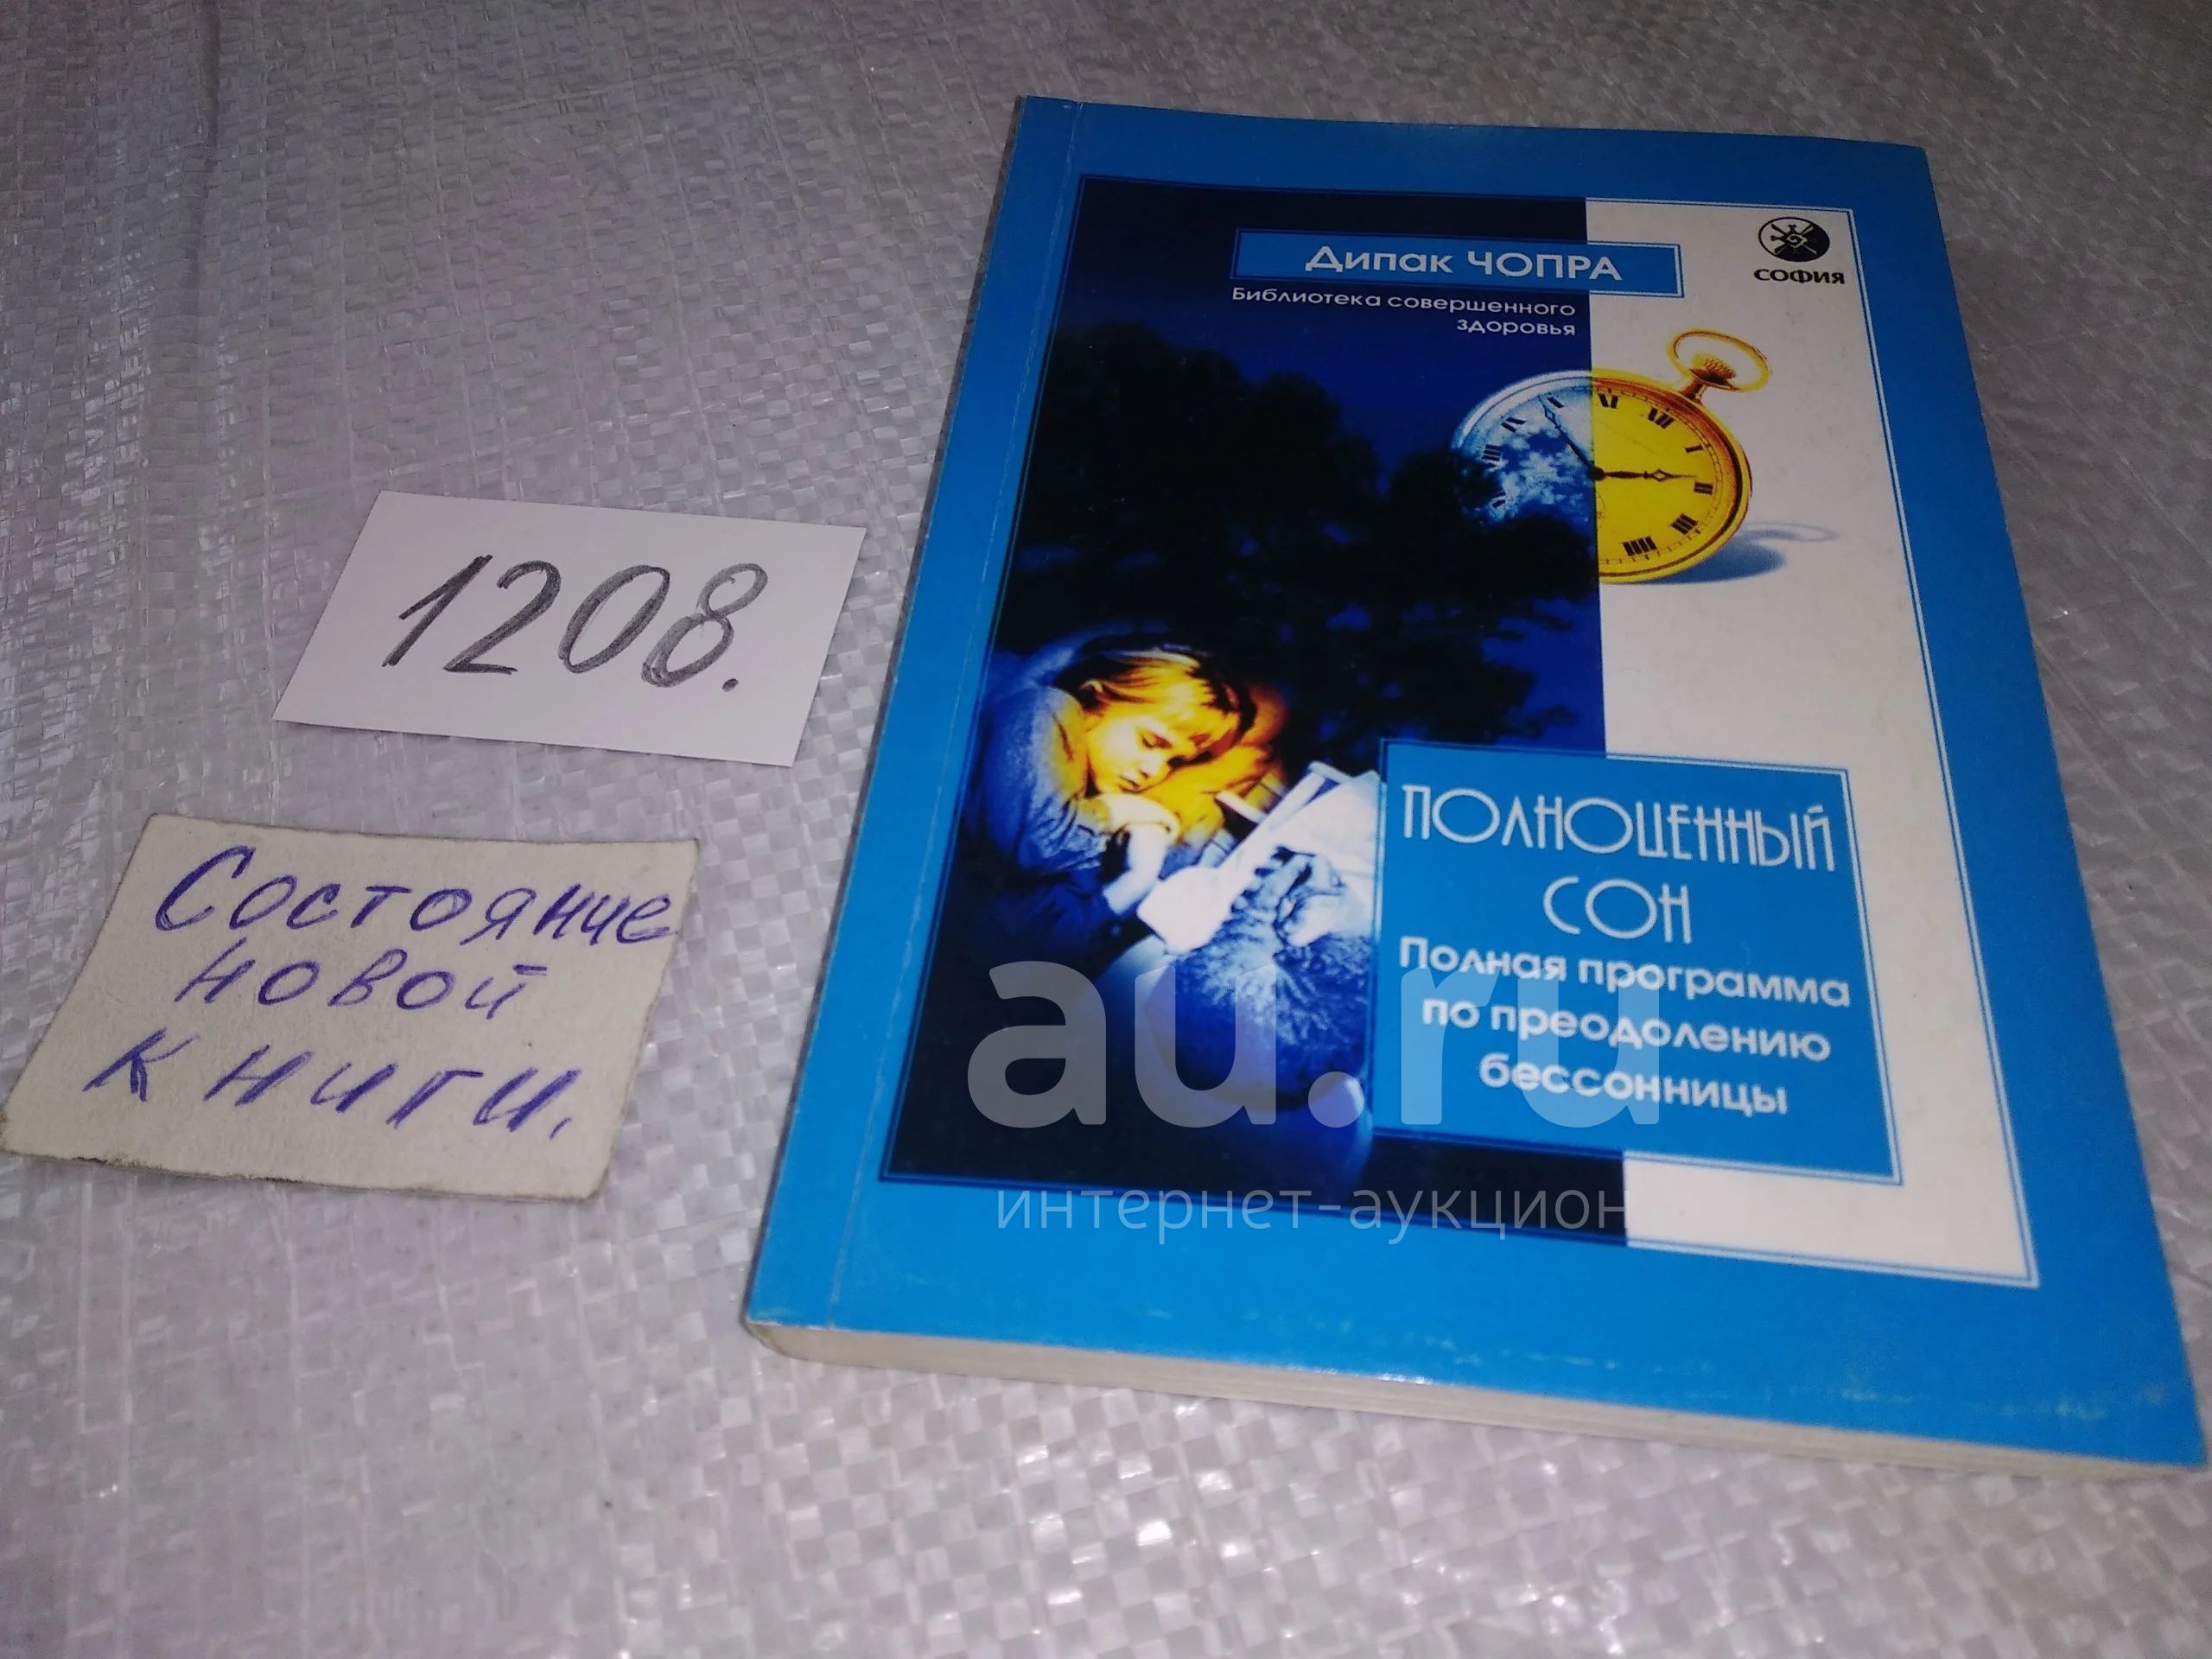 Дипак ЧОПРА
Библиотека совершенного
здоровья
СОФИЯ
1208.
Состояние
новой
книги.
ПОЛНОЦЕННЫЙ
СОН
Полная программа
по преодолению
бессонницы
au.ru
интернет-аукцион